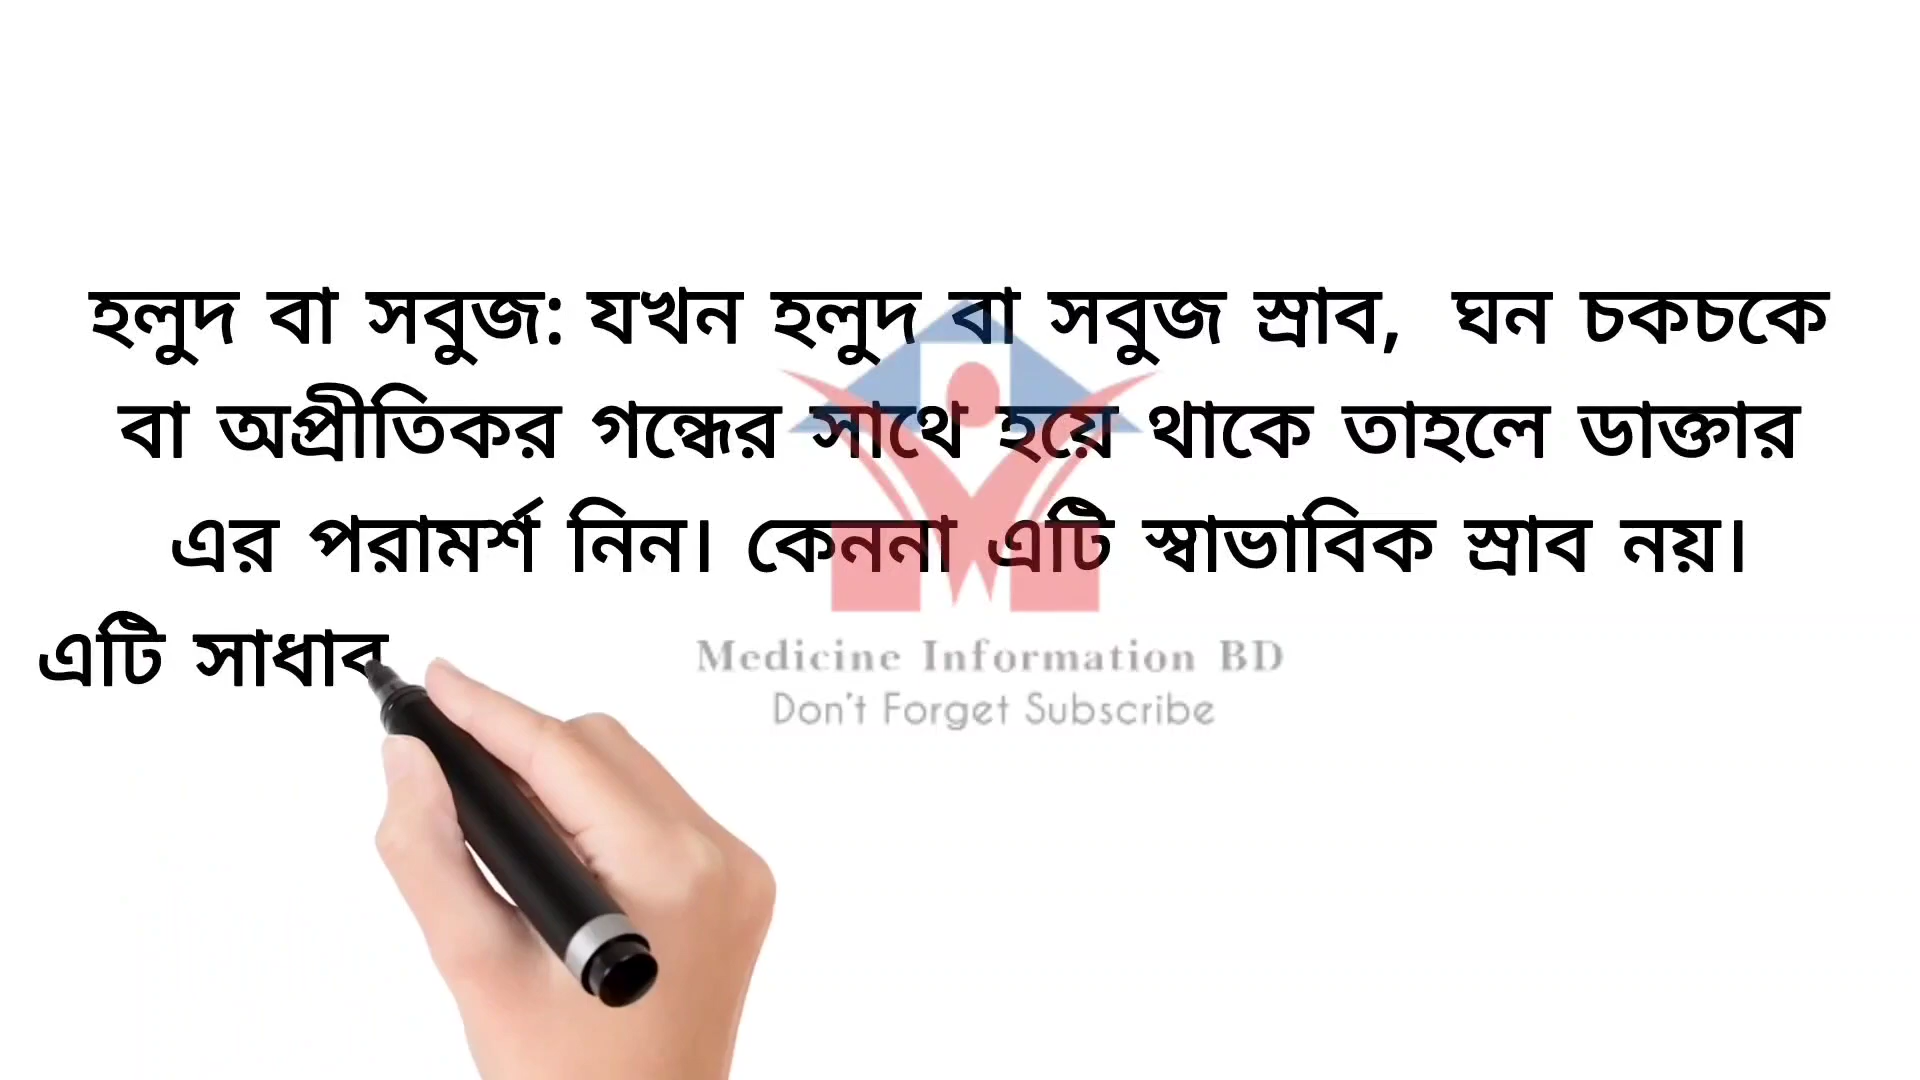 হলুদ বা সবুজ: যখন হলুদ বা সবুজ স্রাব, ঘন চকচকে
বা অপ্রীতিকর গন্ধের সাথে হয়ে থাকে তাহলে ডাক্তার
এর পরামর্শ নিন। কেননা এটি স্বাভাবিক স্রাব নয়।
এটি
Medicine Information BD
Don't Forget Subscribe